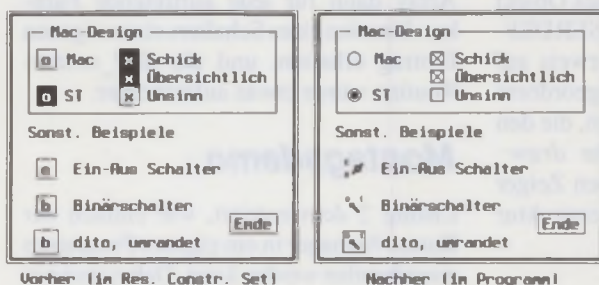 Mac-Design
o Mac
x Schick
x Übersichtlich
o ST
x Unsinn
Sonst. Beispiele
e Ein-Aus Schalter
b Binärschalter
b dito, umrandet
Ende
Vorher (im Res. Constr. Set)
Mac-Design
Mac
Schick
Übersichtlich
ST
Unsinn
Sonst. Beispiele
Ein-Aus Schalter
Binärschalter
dito, umrandet
Ende
Nachher (im Programm)